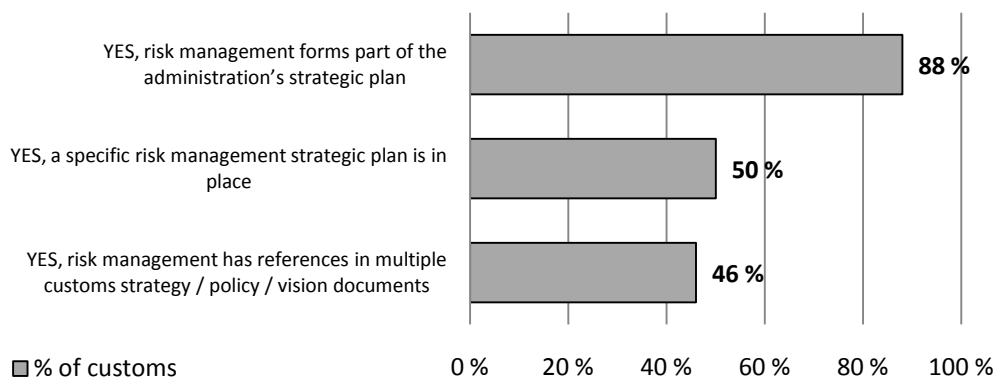 YES, risk management forms part of the
administration’s strategic plan
88 %
YES, a specific risk management strategic plan is in
place
50 %
YES, risk management has references in multiple
customs strategy / policy / vision documents
46 %
% of customs
0 % 20 % 40 % 60 % 80 % 100 %